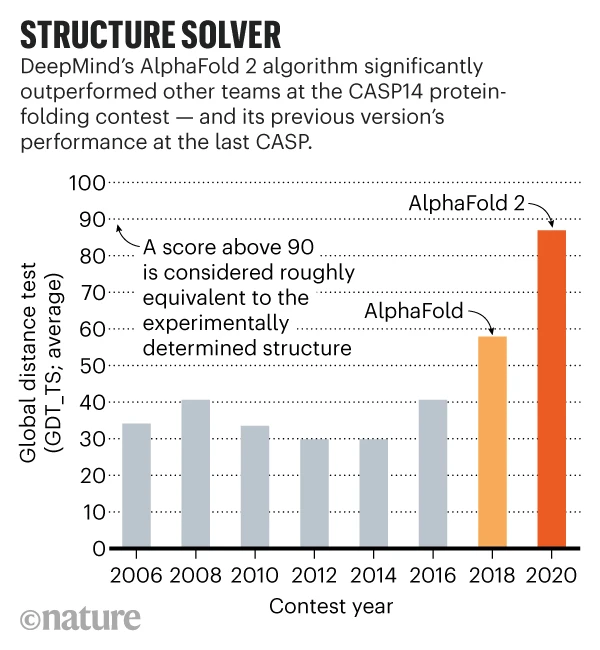 STRUCTURE SOLVER
DeepMind’s AlphaFold 2 algorithm significantly
outperformed other teams at the CASP14 protein-
folding contest — and its previous version’s
performance at the last CASP.
Global distance test
(GDT_TS; average)
100
90
80
70
60
50
40
30
20
10
0
A score above 90
is considered roughly
equivalent to the
experimentally
determined structure
AlphaFold
AlphaFold 2
2006 2008 2010 2012 2014 2016 2018 2020
Contest year
©nature